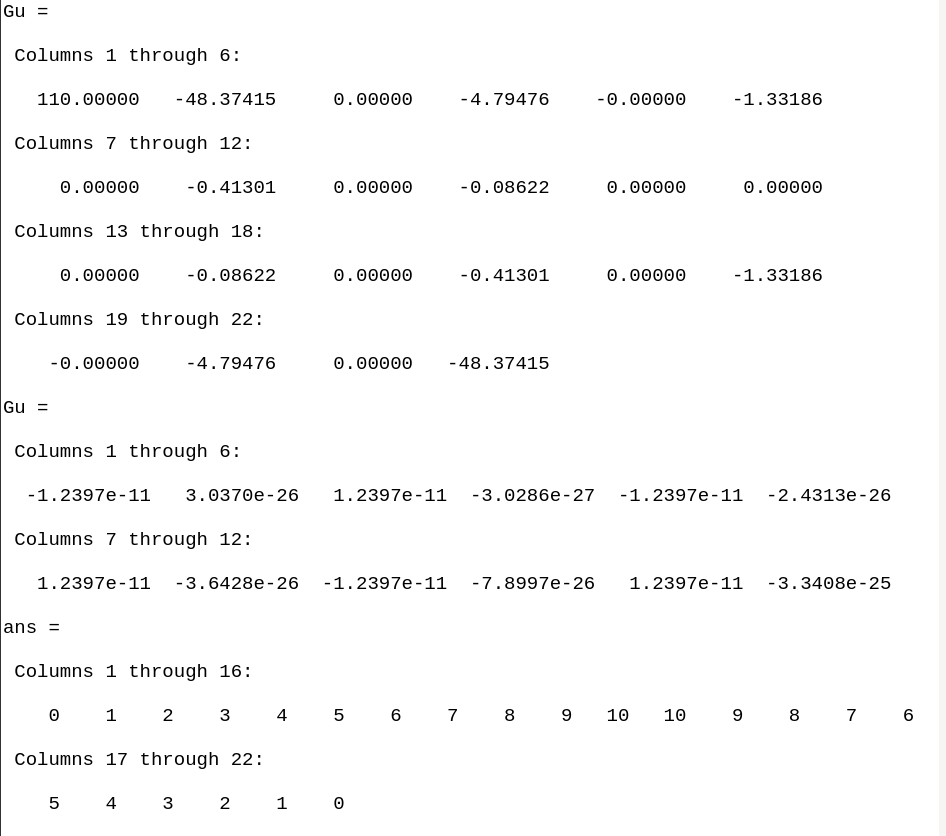 Gu =
Columns 1 through 6:
110.00000 -48.37415 0.00000 -4.79476 -0.00000 -1.33186
Columns 7 through 12:
0.00000 -0.41301 0.00000 -0.08622 0.00000 0.00000
Columns 13 through 18:
0.00000 -0.08622 0.00000 -0.41301 0.00000 -1.33186
Columns 19 through 22:
-0.00000 -4.79476 0.00000 -48.37415
Gu =
Columns 1 through 6:
-1.2397e-11 3.0370e-26 1.2397e-11 -3.0286e-27 -1.2397e-11 -2.4313e-26
Columns 7 through 12:
1.2397e-11 -3.6428e-26 -1.2397e-11 -7.8997e-26 1.2397e-11 -3.3408e-25
ans =
Columns 1 through 16:
0 1 2 3 4 5 6 7 8 9 10 10 9 8 7 6
Columns 17 through 22:
5 4 3 2 1 0